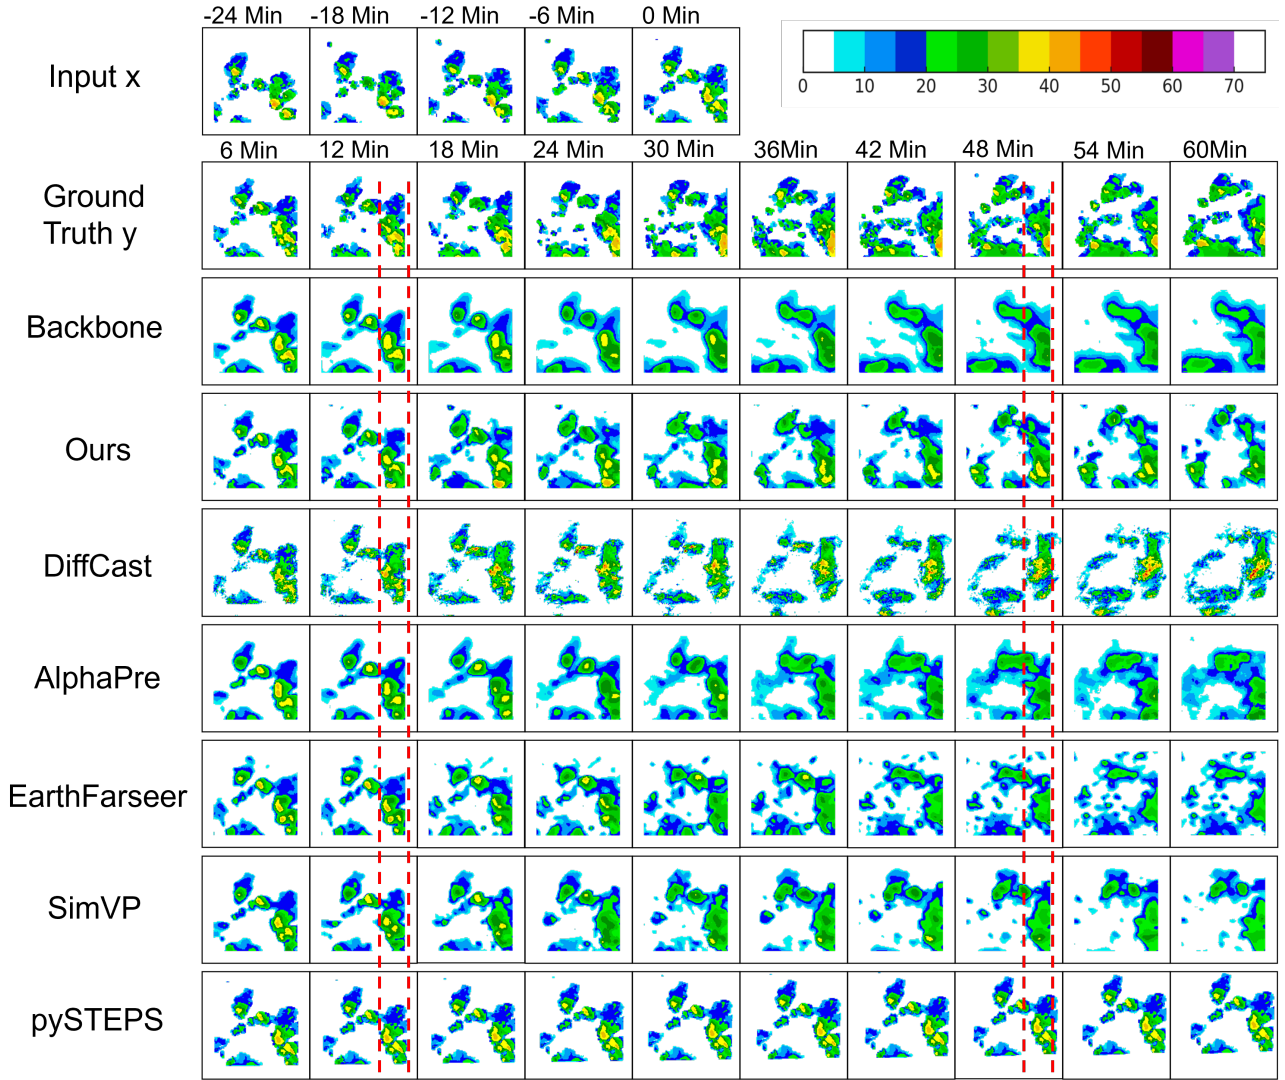 -24 Min -18 Min -12 Min -6 Min 0 Min
Input x
0 10 20 30 40 50 60 70
6 Min 12 Min 18 Min 24 Min 30 Min 36Min 42 Min 48 Min 54 Min 60Min
Ground
Truth y
Backbone
Ours
DiffCast
AlphaPre
EarthFarseer
SimVP
pySTEPS